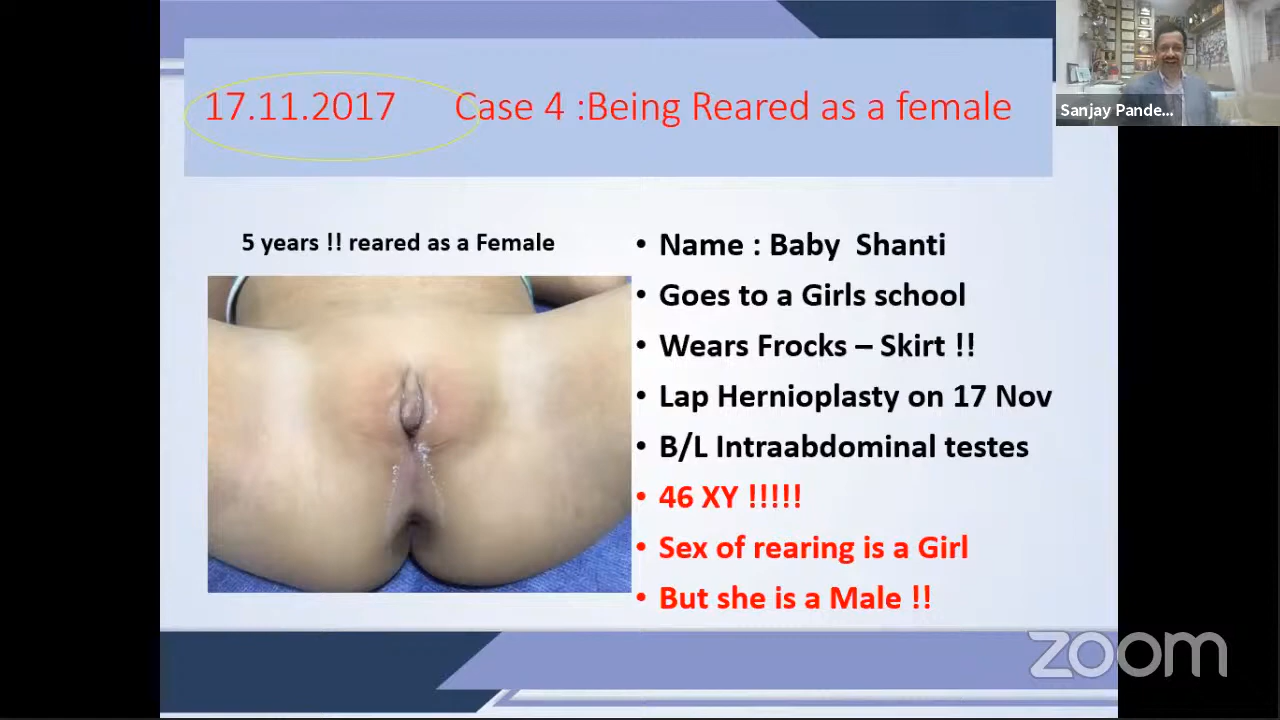 17.11.2017 Case 4 :Being Reared as a female
Sanjay Pande...
5 years !! reared as a Female
• Name : Baby Shanti
• Goes to a Girls school
• Wears Frocks – Skirt !!
• Lap Hernioplasty on 17 Nov
• B/L Intraabdominal testes
• 46 XY !!!!!
• Sex of rearing is a Girl
• But she is a Male !!
zoom